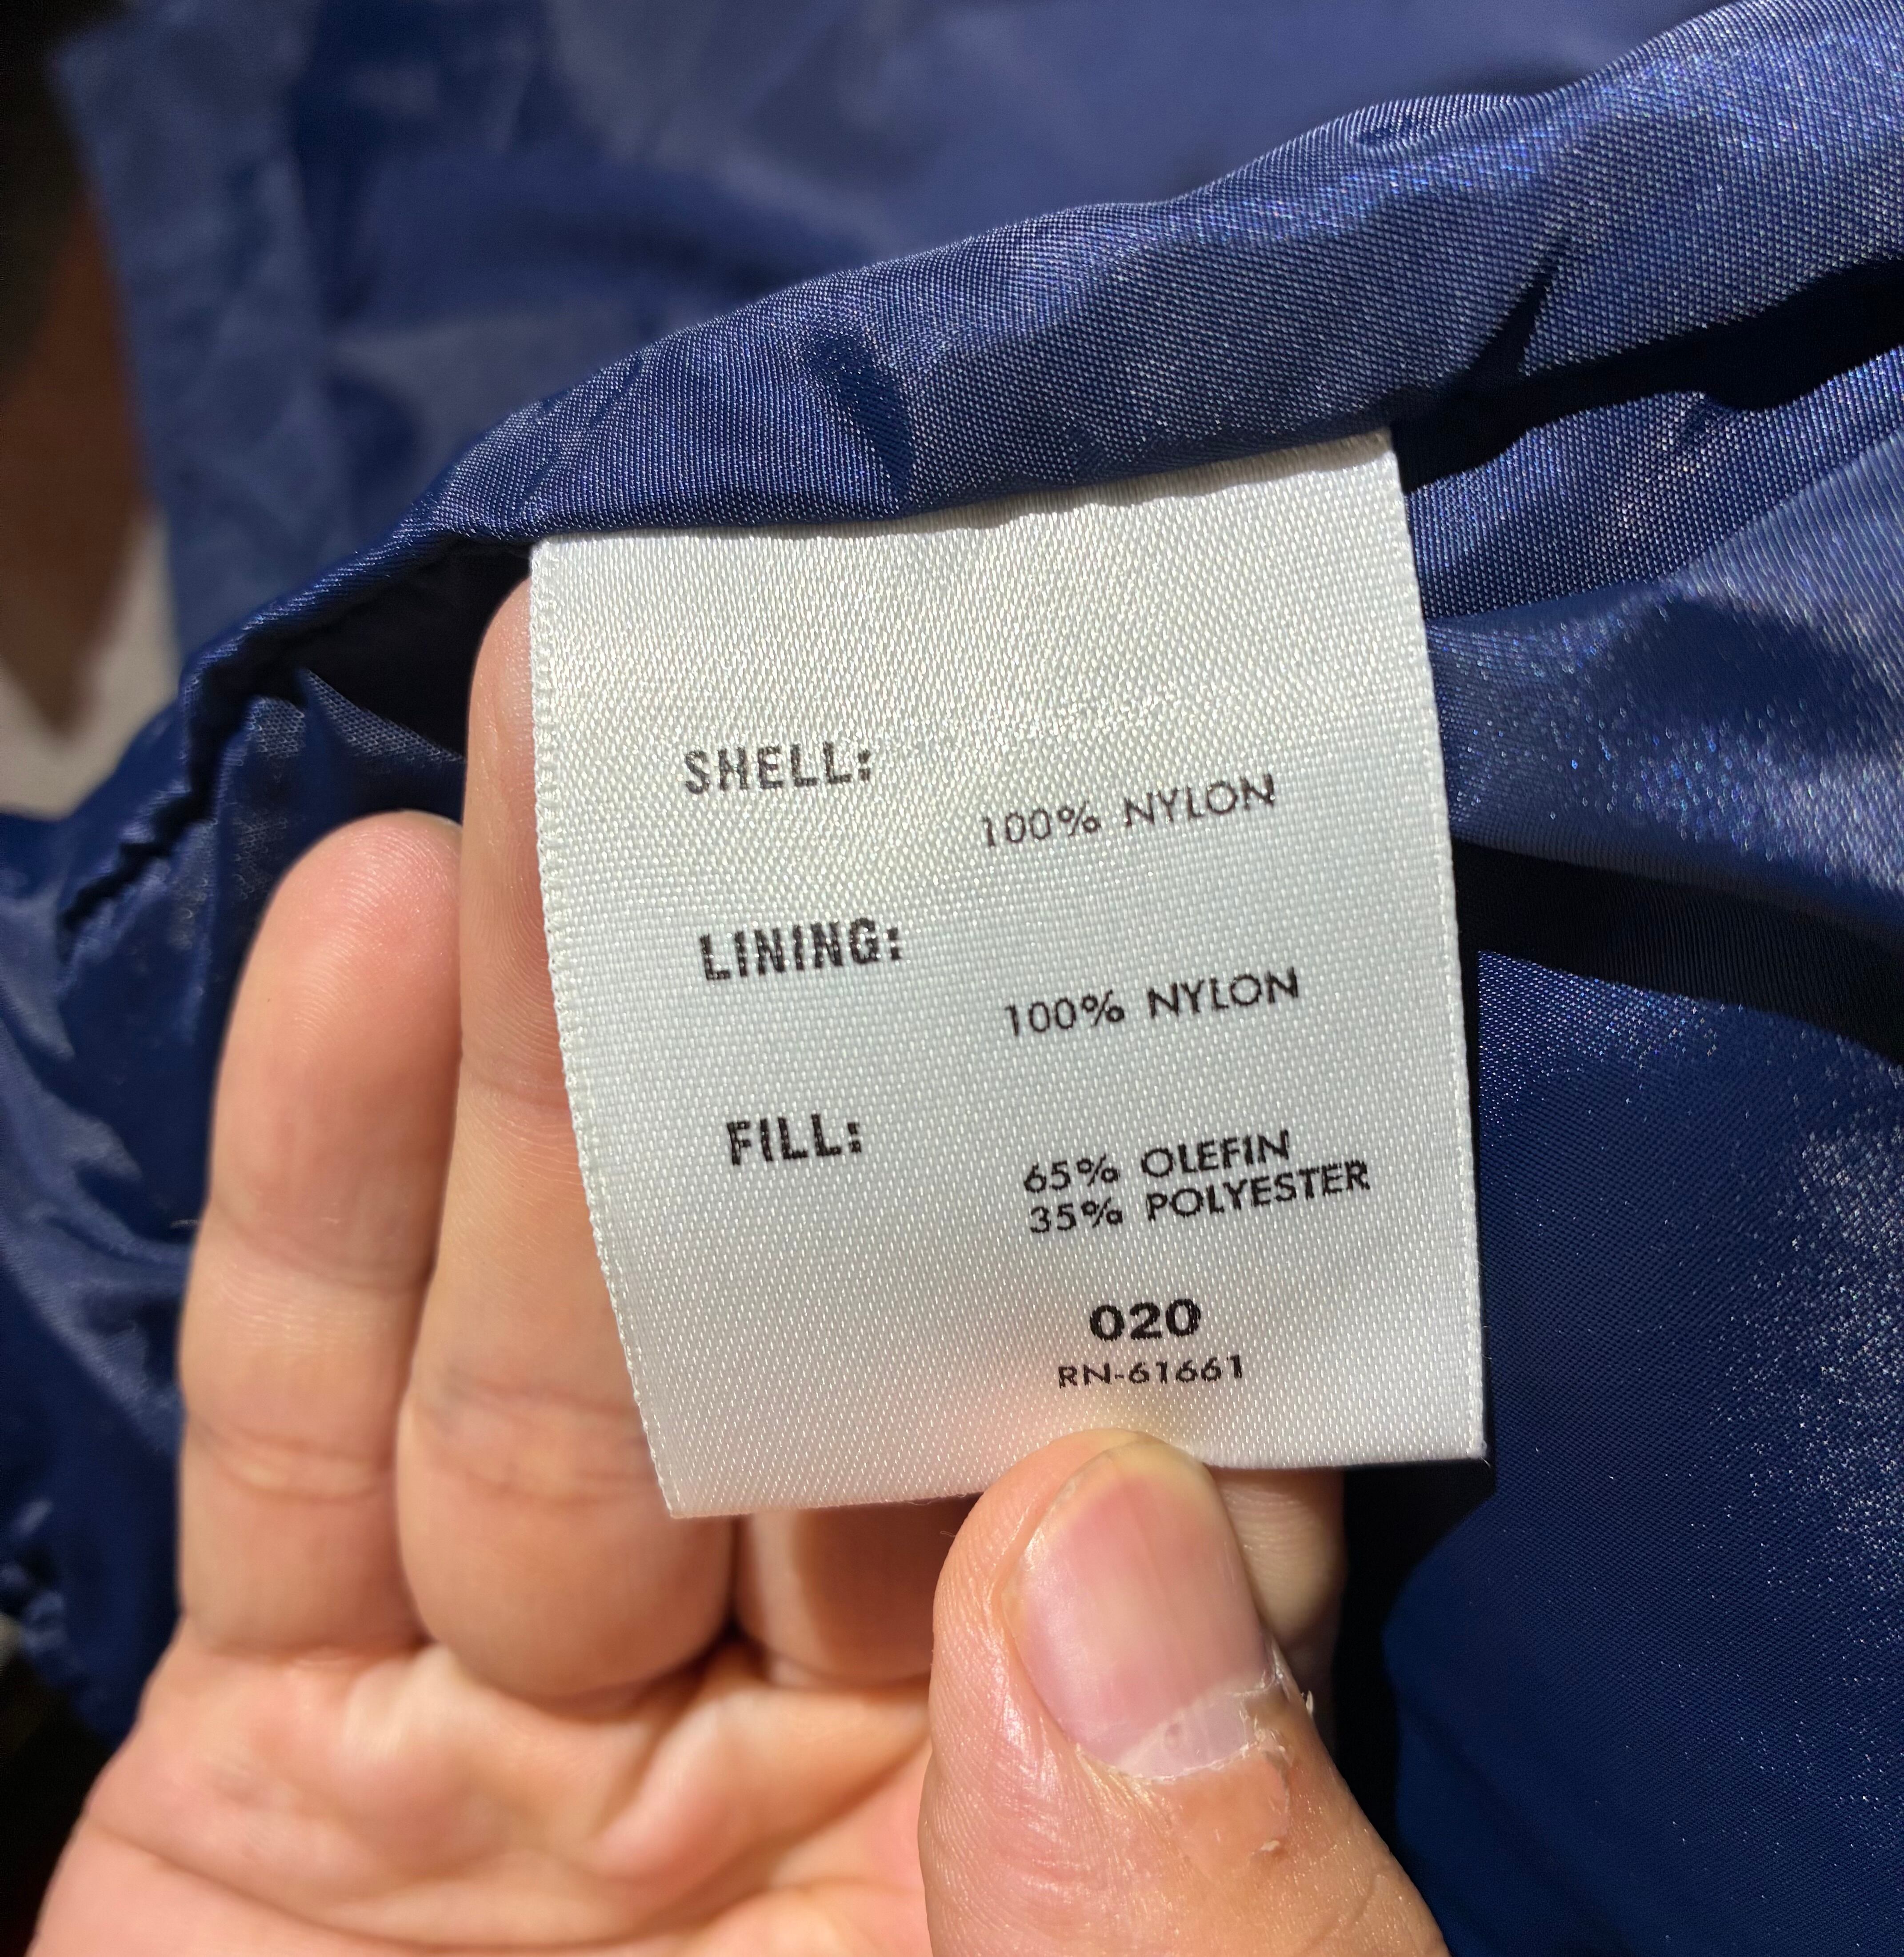 SHELL:
100% NYLON
LINING:
100% NYLON
FILL:
65% OLEFIN
35% POLYESTER
020
RN-61661